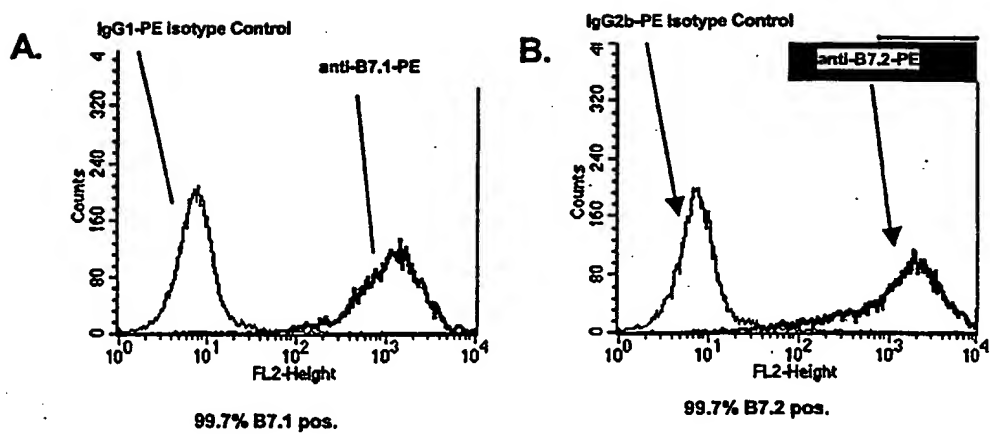 A.
IgG1-PE Isotype Control
anti-B7.1-PE
4
320
240
160
80
0
Counts
10^0
10^1
10^2
10^3
10^4
FL2-Height
99.7% B7.1 pos.
B.
IgG2b-PE Isotype Control
anti-B7.2-PE
4
320
240
160
80
0
Counts
10^0
10^1
10^2
10^3
10^4
FL2-Height
99.7% B7.2 pos.